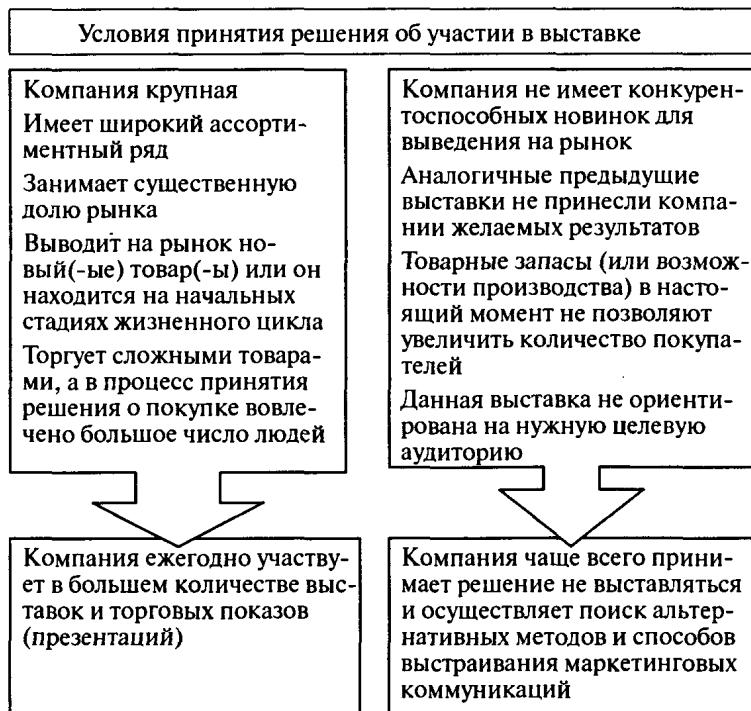 Условия принятия решения об участии в выставке
Компания крупная
Имеет широкий ассорти-
ментный ряд
Занимает существенную
долю рынка
Выводит на рынок но-
вый(-ые) товар(-ы) или он
находится на начальных
стадиях жизненного цикла
Торгует сложными товара-
ми, а в процесс принятия
решения о покупке вовле-
чено большое число людей
Компания ежегодно участву-
ет в большем количестве выс-
тавок и торговых показов
(презентаций)
Компания не имеет конкурен-
тоспособных новинок для
выведения на рынок
Аналогичные предыдущие
выставки не принесли компа-
нии желаемых результатов
Товарные запасы (или возмож-
ности производства) в насто-
ящий момент не позволяют
увеличить количество покупа-
телей
Данная выставка не ориенти-
рована на нужную целевую
аудиторию
Компания чаще всего прини-
мает решение не выставляться
и осуществляет поиск альтер-
нативных методов и способов
выстраивания маркетинговых
коммуникаций